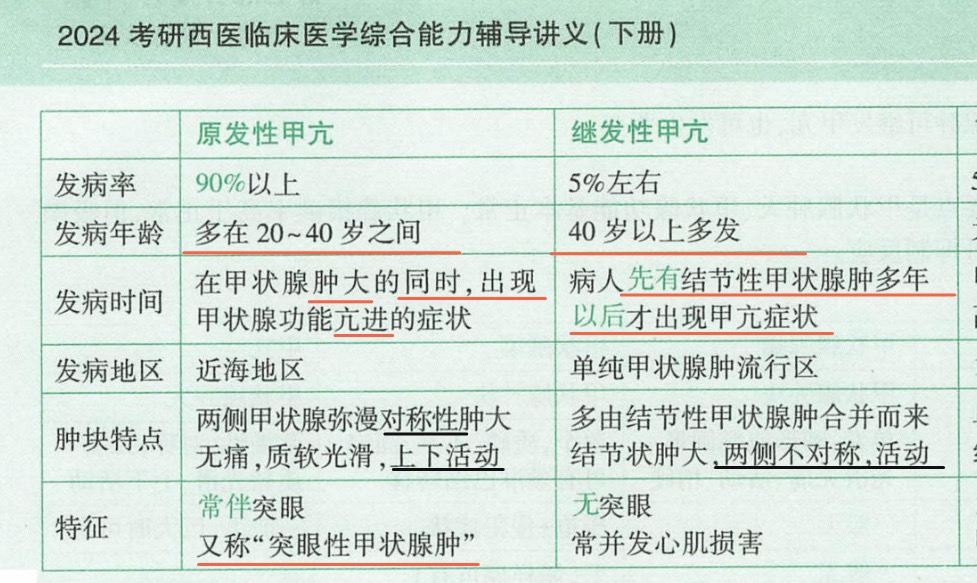 2024 考研西医临床医学综合能力辅导讲义(下册)
原发性甲亢 继发性甲亢
发病率 90%以上 5%左右
发病年龄 多在 20~40 岁之间 40 岁以上多发
发病时间 在甲状腺肿大的同时,出现 病人先有结节性甲状腺肿多年
甲状腺功能亢进的症状 以后才出现甲亢症状
发病地区 近海地区 单纯甲状腺肿流行区
肿块特点 两侧甲状腺弥漫对称性肿大 多由结节性甲状腺肿合并而来
无痛,质软光滑,上下活动 结节状肿大,两侧不对称,活动
特征 常伴突眼 无突眼
又称“突眼性甲状腺肿” 常并发心肌损害